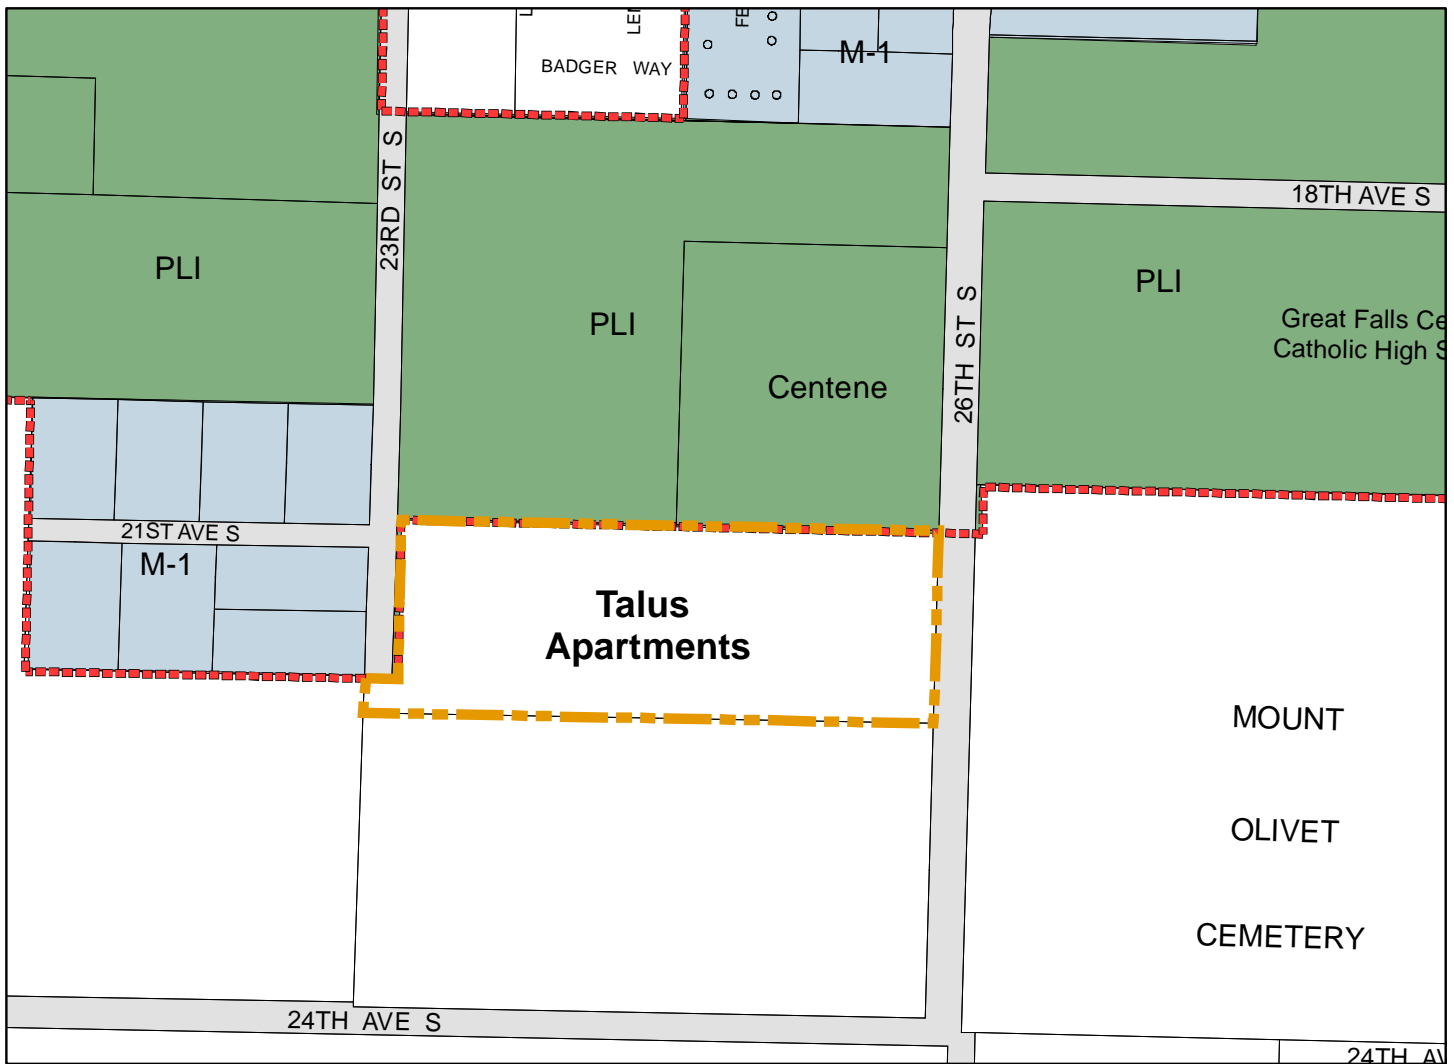 M-1
BADGER WAY
23RD ST S
18TH AVE S
PLI
PLI
PLI
26TH ST S
Great Falls Ce
Catholic High
Centene
21ST AVE S
M-1
Talus
Apartments
MOUNT
OLIVET
CEMETERY
24TH AVE S
24TH AV